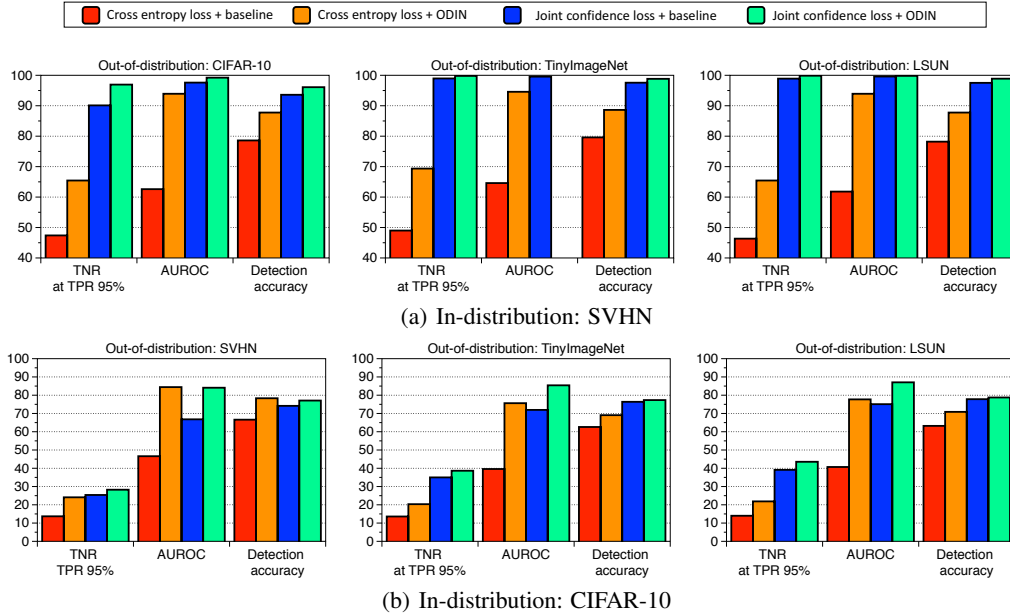 Cross entropy loss + baseline Cross entropy loss + ODIN Joint confidence loss + baseline Joint confidence loss + ODIN
Out-of-distribution: CIFAR-10 Out-of-distribution: TinyImageNet Out-of-distribution: LSUN
100 100 100
90 90 90
80 80 80
70 70 70
60 60 60
50 50 50
40 40 40
TNR AUROC Detection TNR AUROC Detection TNR AUROC Detection
at TPR 95% accuracy at TPR 95% accuracy at TPR 95% accuracy
(a) In-distribution: SVHN
Out-of-distribution: SVHN Out-of-distribution: TinyImageNet Out-of-distribution: LSUN
100 100 100
90 90 90
80 80 80
70 70 70
60 60 60
50 50 50
40 40 40
30 30 30
20 20 20
10 10 10
0 0 0
TNR AUROC Detection TNR AUROC Detection TNR AUROC Detection
TPR 95% accuracy at TPR 95% accuracy at TPR 95% accuracy
(b) In-distribution: CIFAR-10